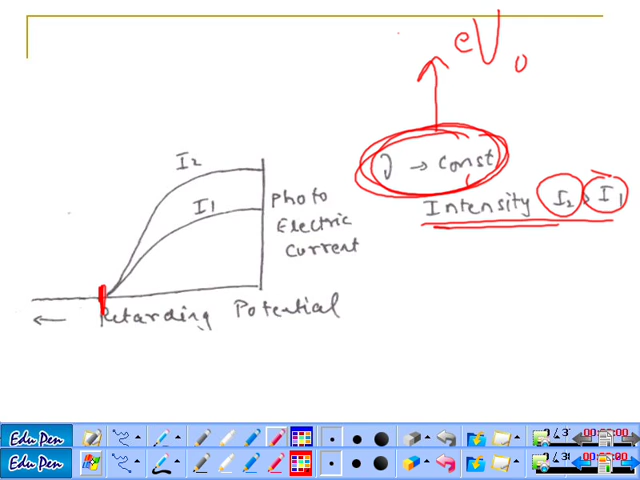 eV₀
ν → const
Intensity I₂ > I₁
I₂
I₁
Photo
Electric
Current
Retarding Potential
←
Edu Pen
Edu Pen